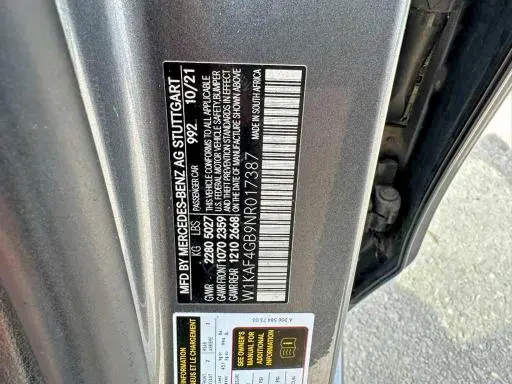 MFD BY MERCEDES-BENZ AG STUTTGART
992 10/21
KG LBS PASSENGER CAR
GVWR 2280 5027 THIS VEHICLE CONFORMS TO ALL APPLICABLE
GAWR FRONT 1070 2359 U.S. FEDERAL MOTOR VEHICLE SAFETY, BUMPER
AND THEFT PREVENTION STANDARDS IN EFFECT
GAWR REAR 1210 2668 ON THE DATE OF MANUFACTURE SHOWN ABOVE
W1KAF4GB9NR017387 MADE IN SOUTH AFRICA
SEE OWNER'S
MANUAL FOR
ADDITIONAL
INFORMATION
INFORMATION